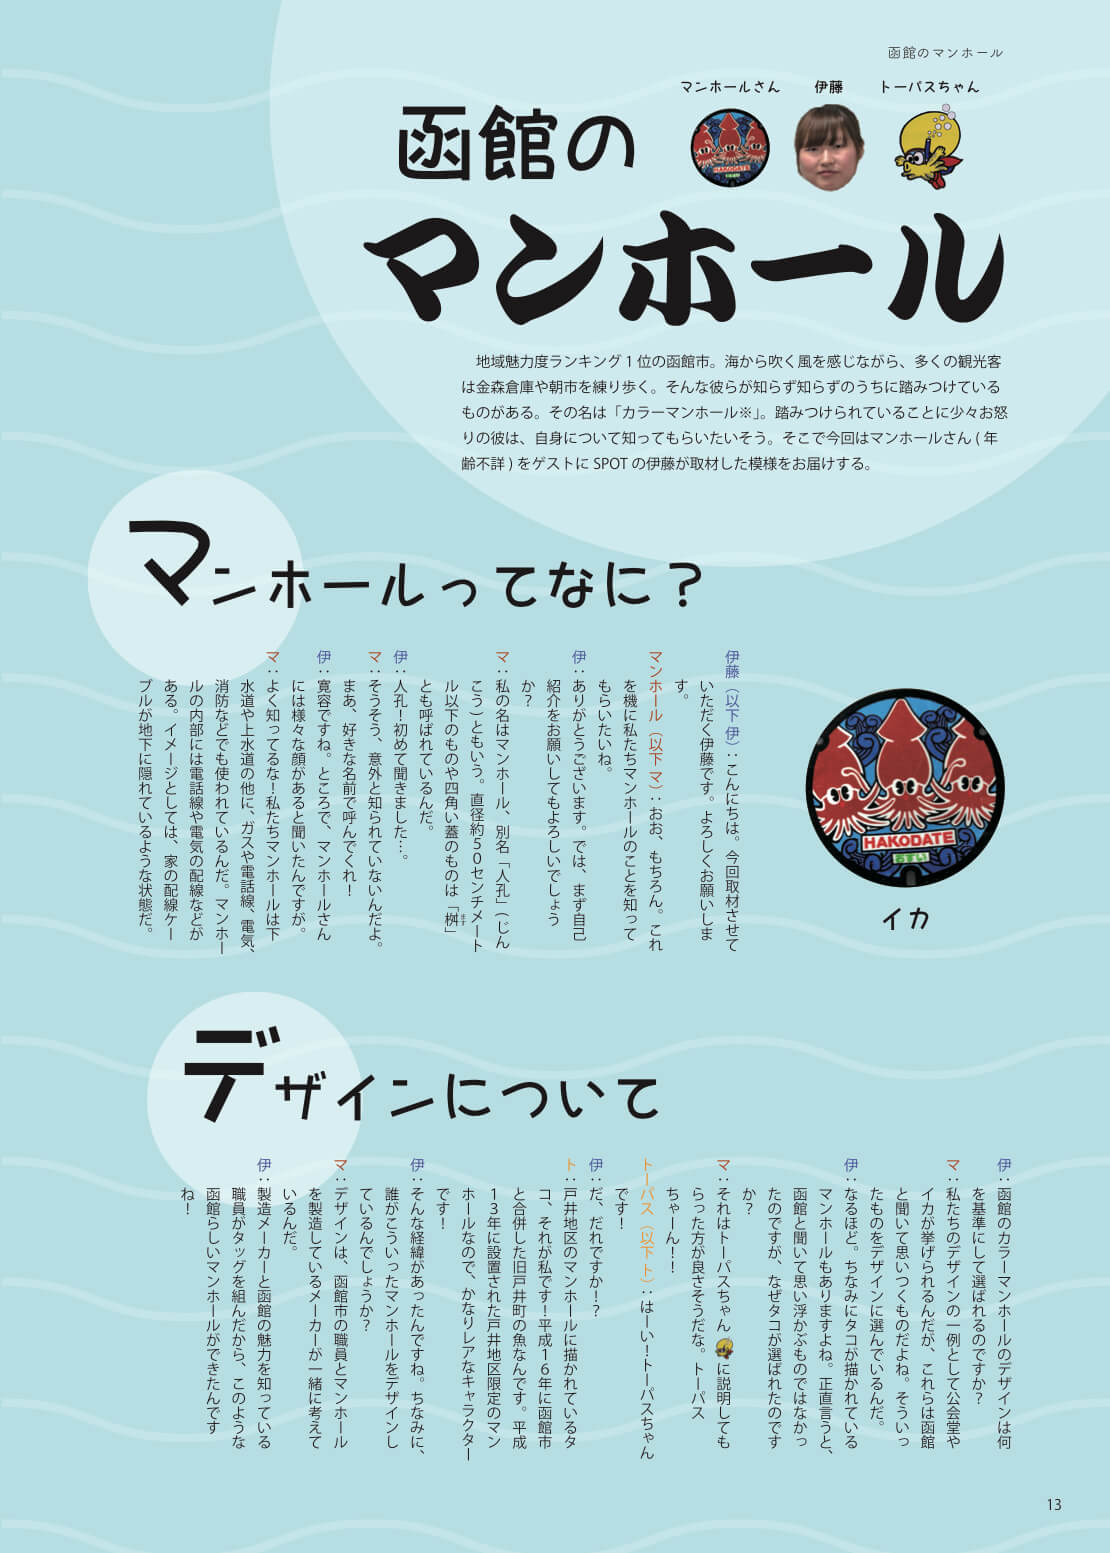 函館のマンホール
マンホールさん
伊藤
トーパスちゃん
HAKODATE
函館の
マンホール
　地域魅力度ランキング 1 位の函館市。海から吹く風を感じながら、多くの観光客
は金森倉庫や朝市を練り歩く。そんな彼らが知らず知らずのうちに踏みつけている
ものがある。その名は「カラーマンホール※」。踏みつけられていることに少々お怒
りの彼は、自身について知ってもらいたいそう。そこで今回はマンホールさん ( 年
齢不詳 ) をゲストに SPOT の伊藤が取材した模様をお届けする。
マンホールってなに？
伊藤（以下 伊）：こんにちは。今回取材させて
いただく伊藤です。よろしくお願いしま
す。
マンホール（以下 マ）：おお、もちろん。これ
を機に私たちマンホールのことを知って
もらいたいね。
伊：ありがとうございます。では、まず自己
紹介をお願いしてもよろしいでしょう
か？
マ：私の名はマンホール、別名「人孔」（じん
こう）ともいう。直径約５０センチメート
ル以下のものや四角い蓋のものは「桝」
ます
とも呼ばれているんだ。
伊：人孔！初めて聞きました…。
マ：そうそう、意外と知られていないんだよ。
まあ、好きな名前で呼んでくれ！
伊：寛容ですね。ところで、マンホールさん
には様々な顔があると聞いたんですが。
マ：よく知ってるな！私たちマンホールは下
水道や上水道の他に、ガスや電話線、電気、
消防などでも使われているんだ。マンホー
ルの内部には電話線や電気の配線などが
ある。イメージとしては、家の配線ケー
ブルが地下に隠れているような状態だ。
HAKODATE
うすい
イカ
デザインについて
伊：函館のカラーマンホールのデザインは何
を基準にして選ばれるのですか？
マ：私たちのデザインの一例として公会堂や
イカが挙げられるんだが、これらは函館
と聞いて思いつくものだよね。そういっ
たものをデザインに選んでいるんだ。
伊：なるほど。ちなみにタコが描かれている
マンホールもありますよね。正直言うと、
函館と聞いて思い浮かぶものではなかっ
たのですが、なぜタコが選ばれたのです
か？
マ：それはトーパスちゃんに説明しても
らった方が良さそうだな。トーパス
ちゃーん！！
トーパス（以下 ト）：はーい！トーパスちゃん
です！
伊：だ、だれですか！？
ト：戸井地区のマンホールに描かれているタ
コ、それが私です！平成１６年に函館市
と合併した旧戸井町の魚なんです。平成
１３年に設置された戸井地区限定のマン
ホールなので、かなりレアなキャラクター
です！
伊：そんな経緯があったんですね。ちなみに、
誰がこういったマンホールをデザインし
ているんでしょうか？
マ：デザインは、函館市の職員とマンホール
を製造しているメーカーが一緒に考えて
いるんだ。
伊：製造メーカーと函館の魅力を知っている
職員がタッグを組んだから、このような
函館らしいマンホールができたんです
ね！
13